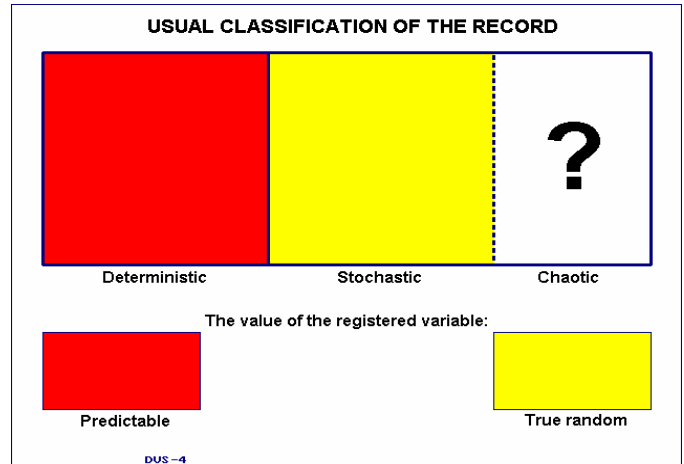 USUAL CLASSIFICATION OF THE RECORD
?
Deterministic Stochastic Chaotic
The value of the registered variable:
Predictable True random
DUS-4